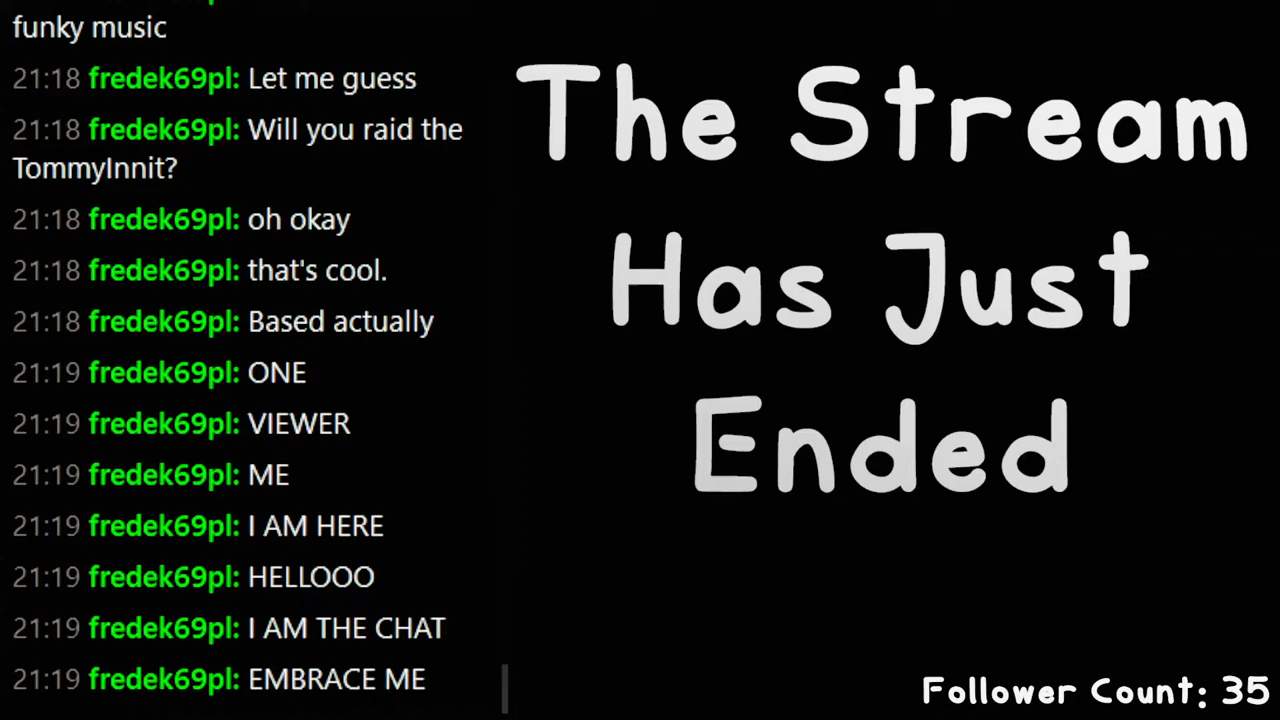 funky music
21:18 fredek69pl: Let me guess
21:18 fredek69pl: Will you raid the
TommyInnit?
21:18 fredek69pl: oh okay
21:18 fredek69pl: that's cool.
21:18 fredek69pl: Based actually
21:19 fredek69pl: ONE
21:19 fredek69pl: VIEWER
21:19 fredek69pl: ME
21:19 fredek69pl: I AM HERE
21:19 fredek69pl: HELLOOO
21:19 fredek69pl: I AM THE CHAT
21:19 fredek69pl: EMBRACE ME
The Stream
Has Just
Ended
Follower Count: 35